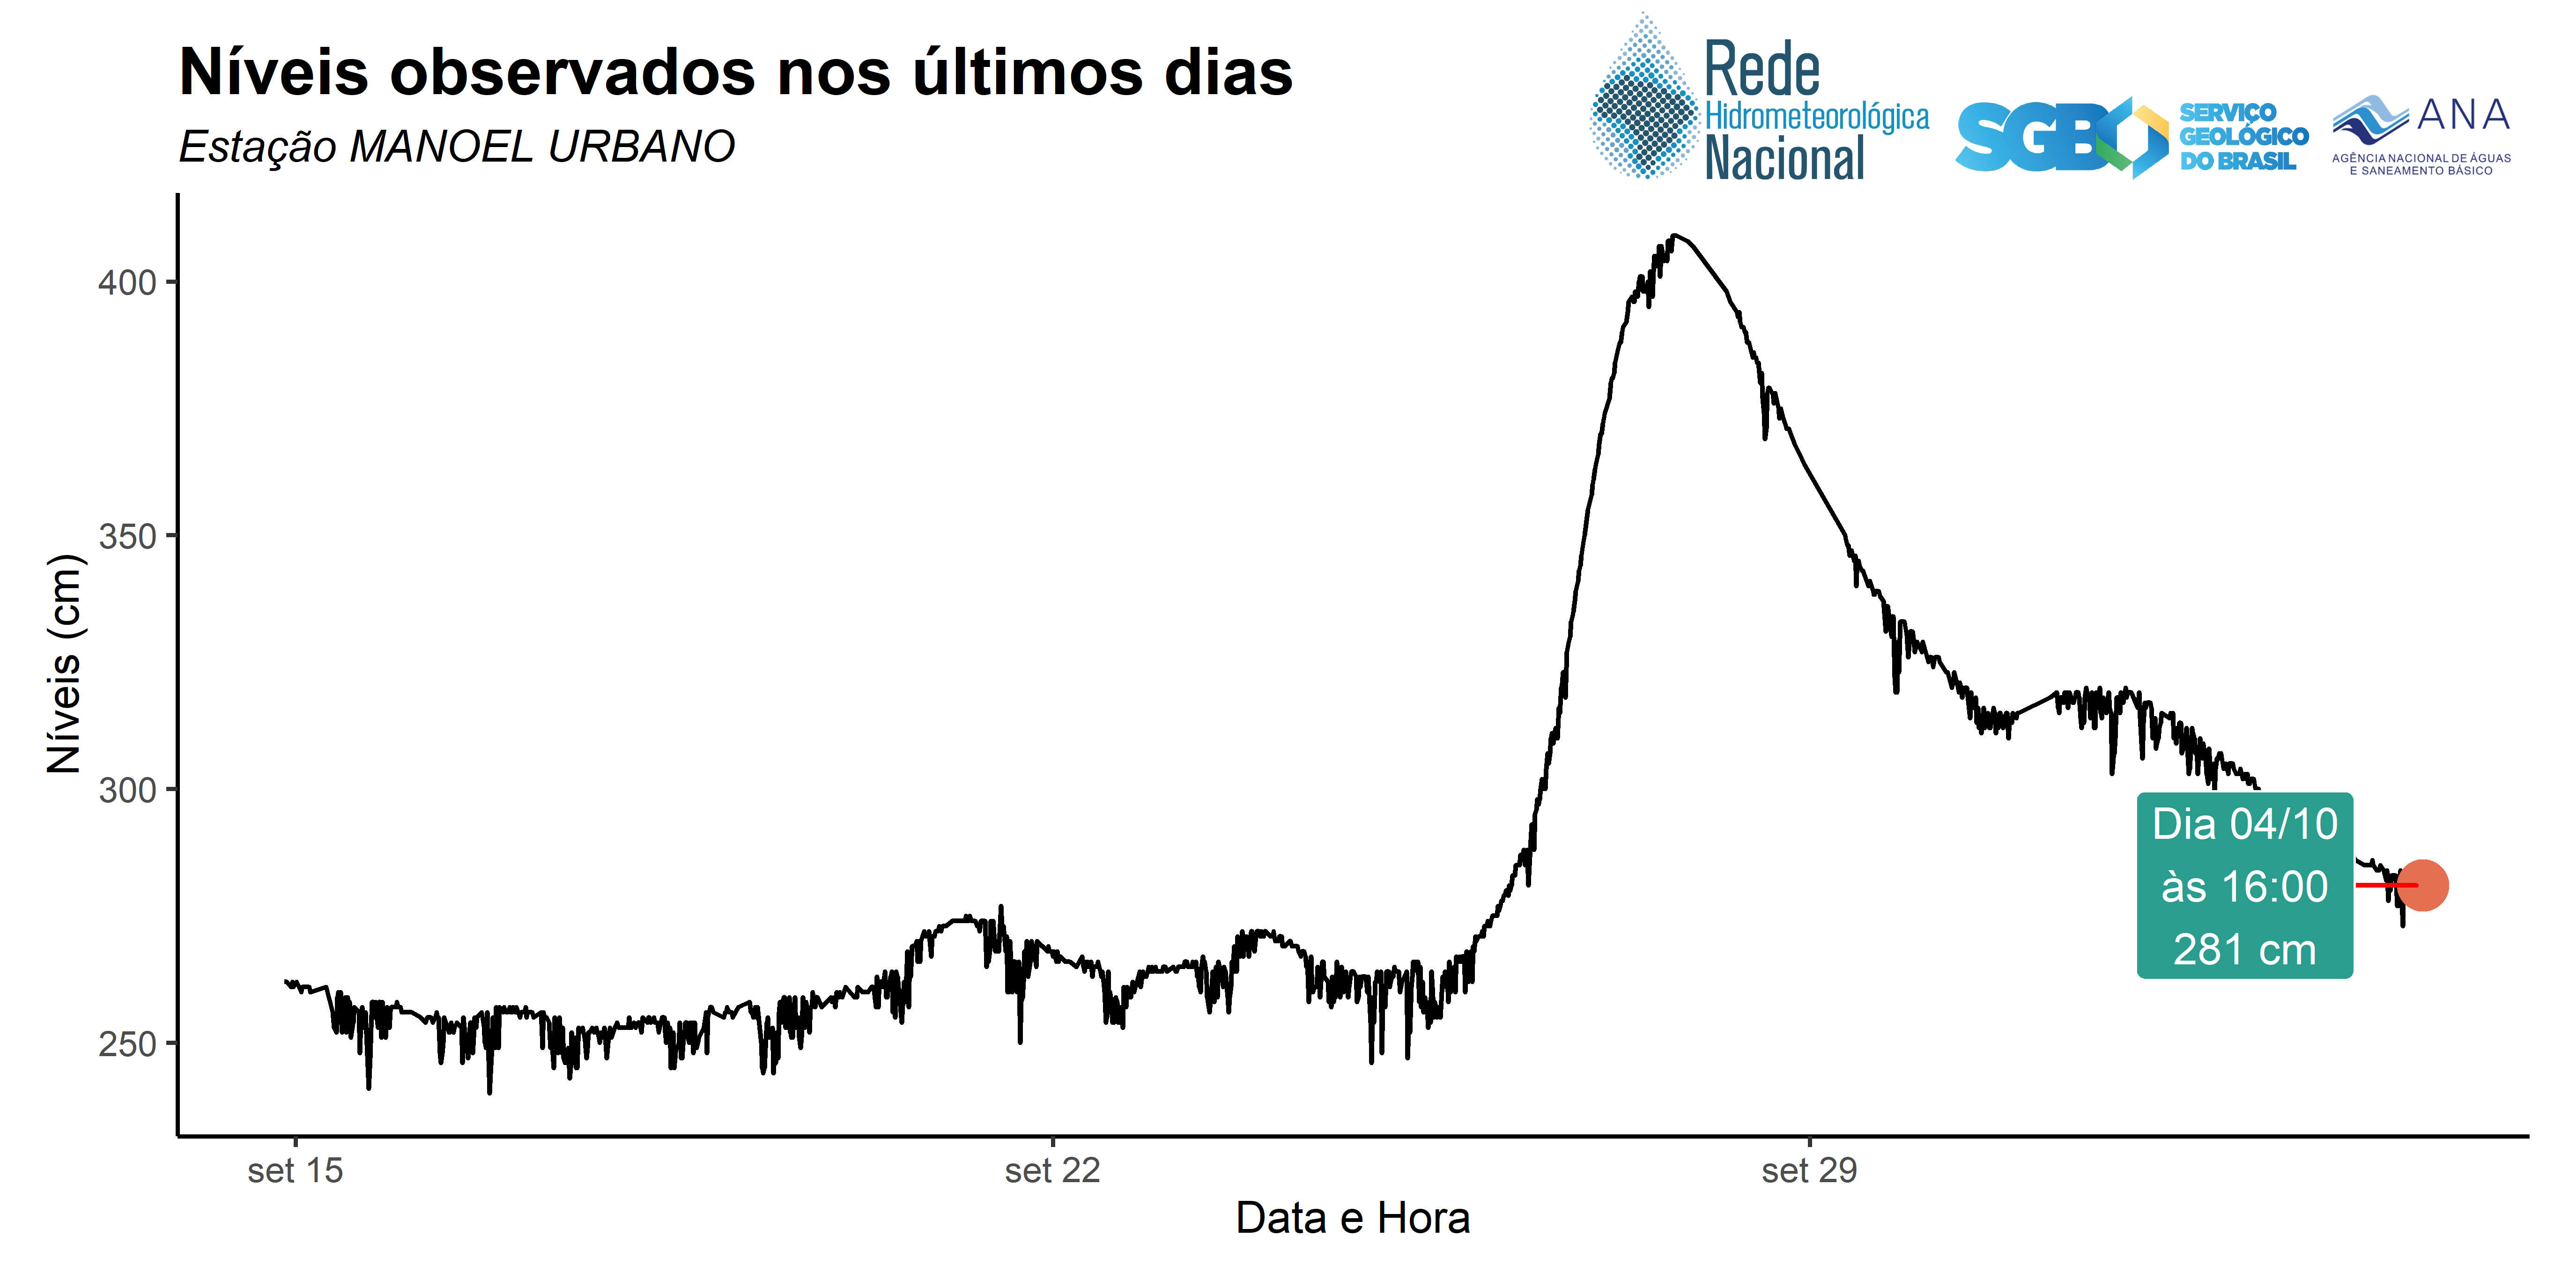 Níveis observados nos últimos dias
Estação MANOEL URBANO
Rede
Hidrometeorológica
Nacional
SGB
SERVIÇO
GEOLÓGICO
DO BRASIL
ANA
AGÊNCIA NACIONAL DE ÁGUAS
E SANEAMENTO BÁSICO
Níveis (cm)
400
350
300
250
Dia 04/10
às 16:00
281 cm
set 15
set 22
set 29
Data e Hora